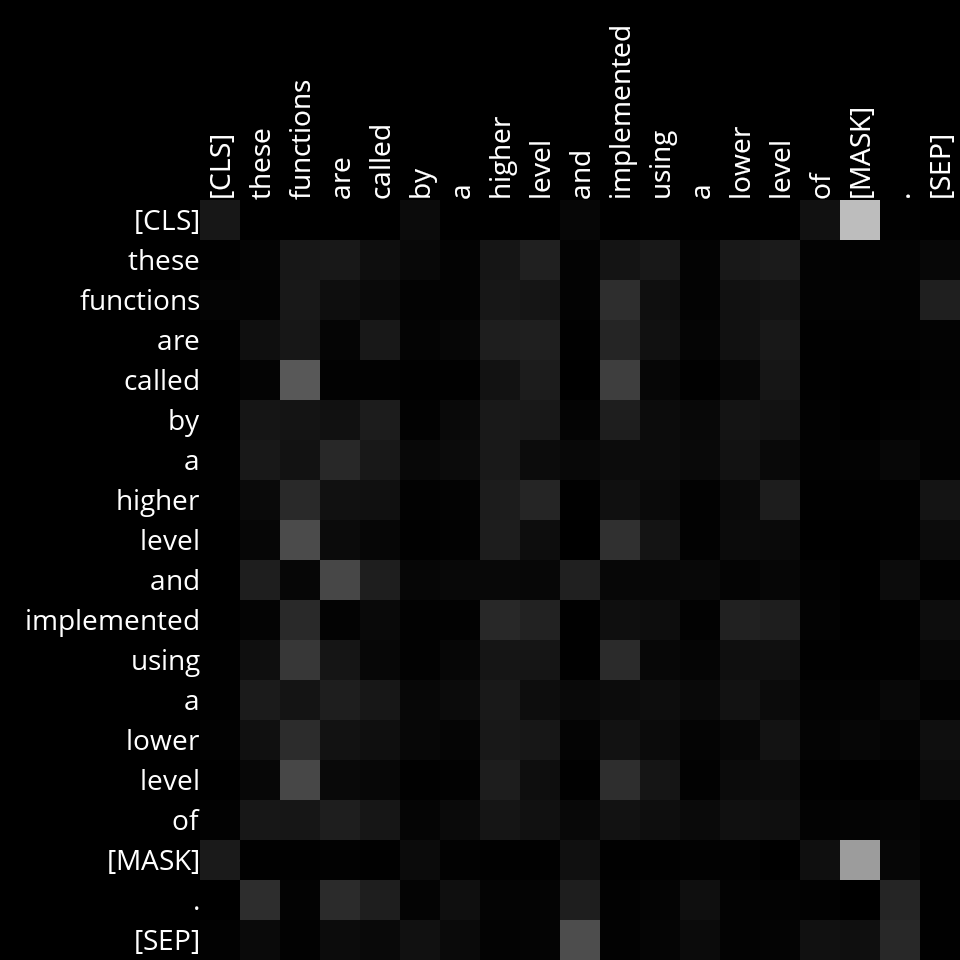 [CLS] these functions are called by a higher level and implemented using a lower level of [MASK] . [SEP]
[CLS]
these
functions
are
called
by
a
higher
level
and
implemented
using
a
lower
level
of
[MASK]
.
[SEP]